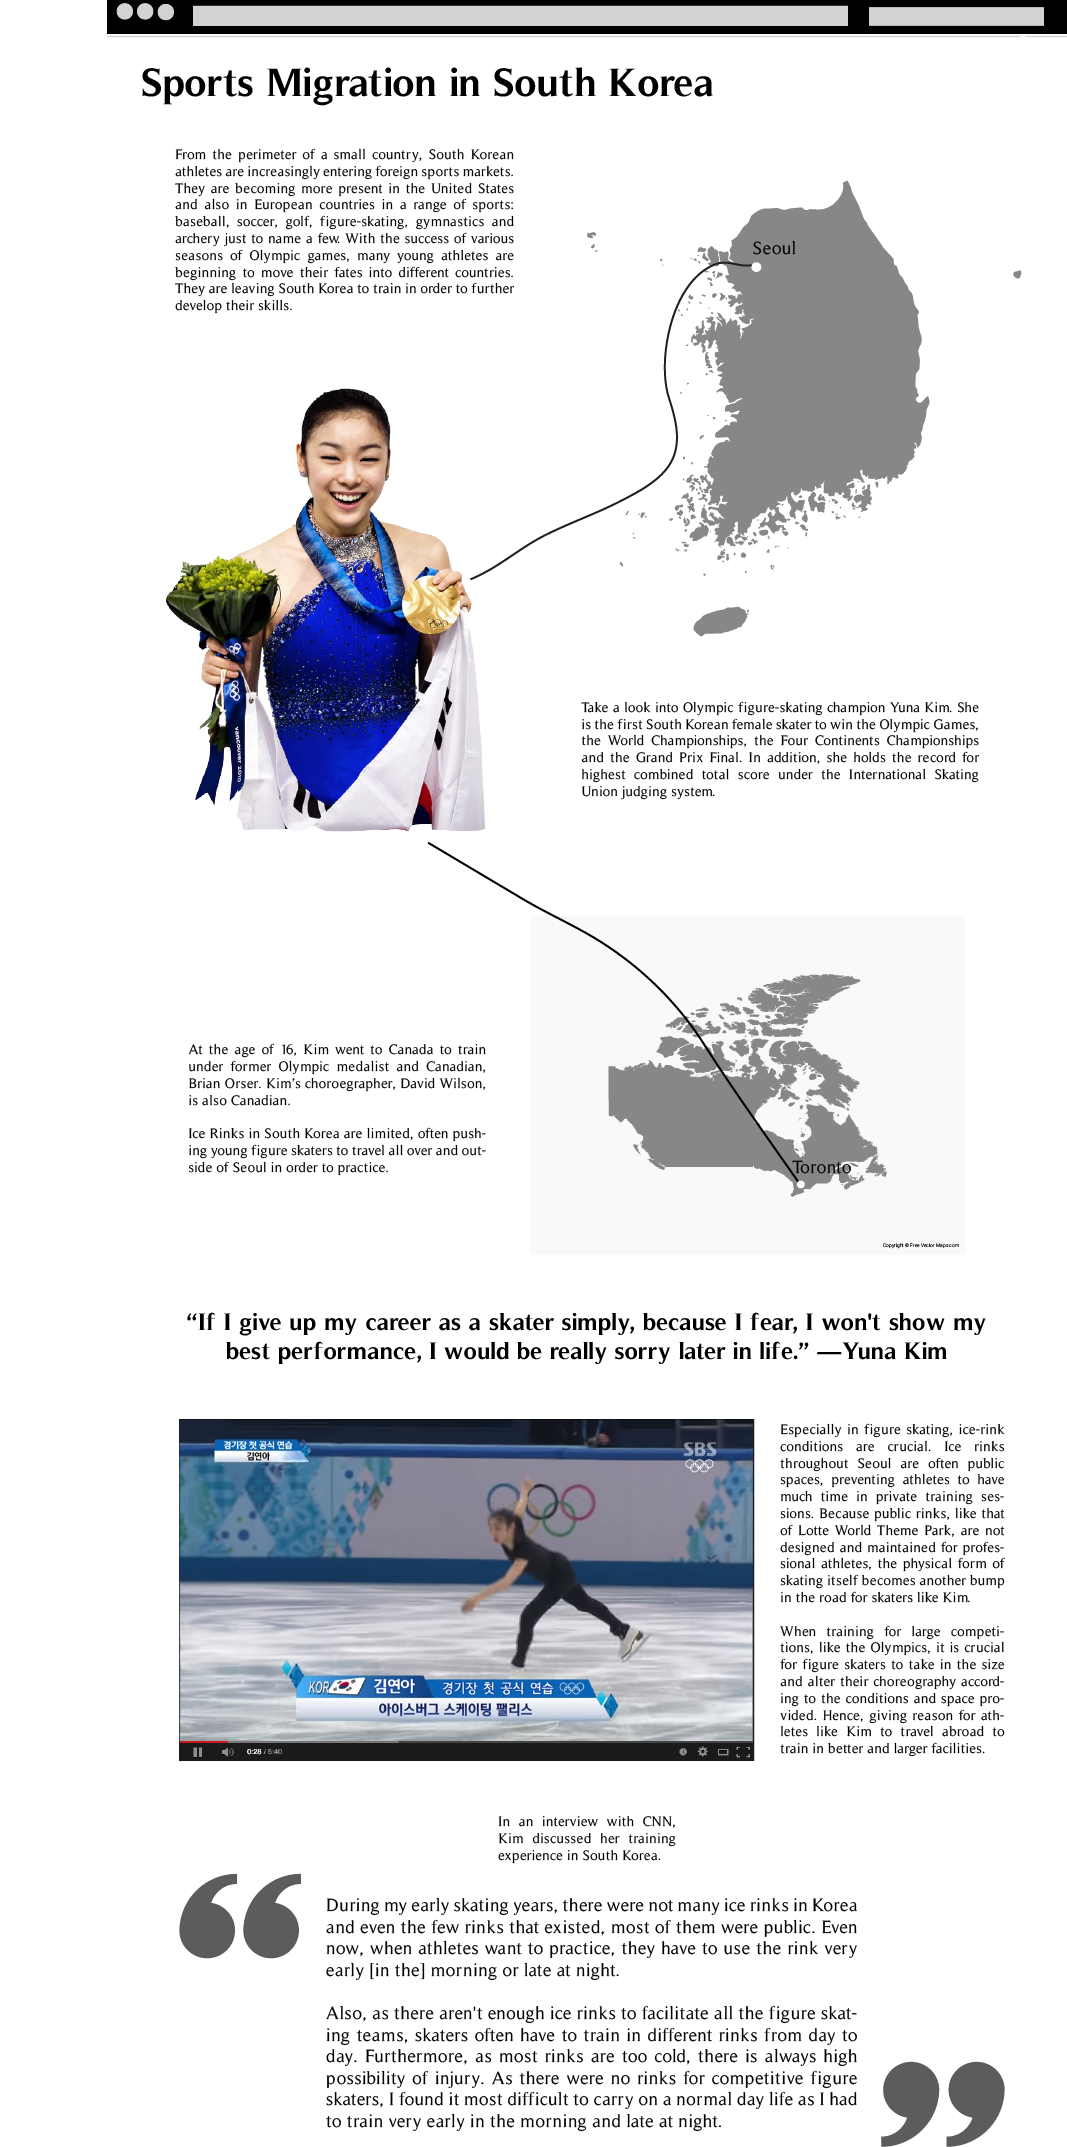 Sports Migration in South Korea
From the perimeter of a small country, South Korean
athletes are increasingly entering foreign sports markets.
They are becoming more present in the United States
and also in European countries in a range of sports:
baseball, soccer, golf, figure-skating, gymnastics and
archery just to name a few. With the success of various
seasons of Olympic games, many young athletes are
beginning to move their fates into different countries.
They are leaving South Korea to train in order to further
develop their skills.
Seoul
vancouver 2010
Take a look into Olympic figure-skating champion Yuna Kim. She
is the first South Korean female skater to win the Olympic Games,
the World Championships, the Four Continents Championships
and the Grand Prix Final. In addition, she holds the record for
highest combined total score under the International Skating
Union judging system.
At the age of 16, Kim went to Canada to train
under former Olympic medalist and Canadian,
Brian Orser. Kim's choroegrapher, David Wilson,
is also Canadian.
Ice Rinks in South Korea are limited, often push-
ing young figure skaters to travel all over and out-
side of Seoul in order to practice.
Toronto
Copyright © Free Vector Maps.com
“If I give up my career as a skater simply, because I fear, I won't show my
best performance, I would be really sorry later in life.” —Yuna Kim
경기장 첫 공식 연습
김연아
SBS
KOR 김연아 경기장 첫 공식 연습
아이스버그 스케이팅 팰리스
0:28 / 5:40
Especially in figure skating, ice-rink
conditions are crucial. Ice rinks
throughout Seoul are often public
spaces, preventing athletes to have
much time in private training ses-
sions. Because public rinks, like that
of Lotte World Theme Park, are not
designed and maintained for profes-
sional athletes, the physical form of
skating itself becomes another bump
in the road for skaters like Kim.
When training for large competi-
tions, like the Olympics, it is crucial
for figure skaters to take in the size
and alter their choreography accord-
ing to the conditions and space pro-
vided. Hence, giving reason for ath-
letes like Kim to travel abroad to
train in better and larger facilities.
In an interview with CNN,
Kim discussed her training
experience in South Korea.
“
During my early skating years, there were not many ice rinks in Korea
and even the few rinks that existed, most of them were public. Even
now, when athletes want to practice, they have to use the rink very
early [in the] morning or late at night.
Also, as there aren't enough ice rinks to facilitate all the figure skat-
ing teams, skaters often have to train in different rinks from day to
day. Furthermore, as most rinks are too cold, there is always high
possibility of injury. As there were no rinks for competitive figure
skaters, I found it most difficult to carry on a normal day life as I had
to train very early in the morning and late at night.
”